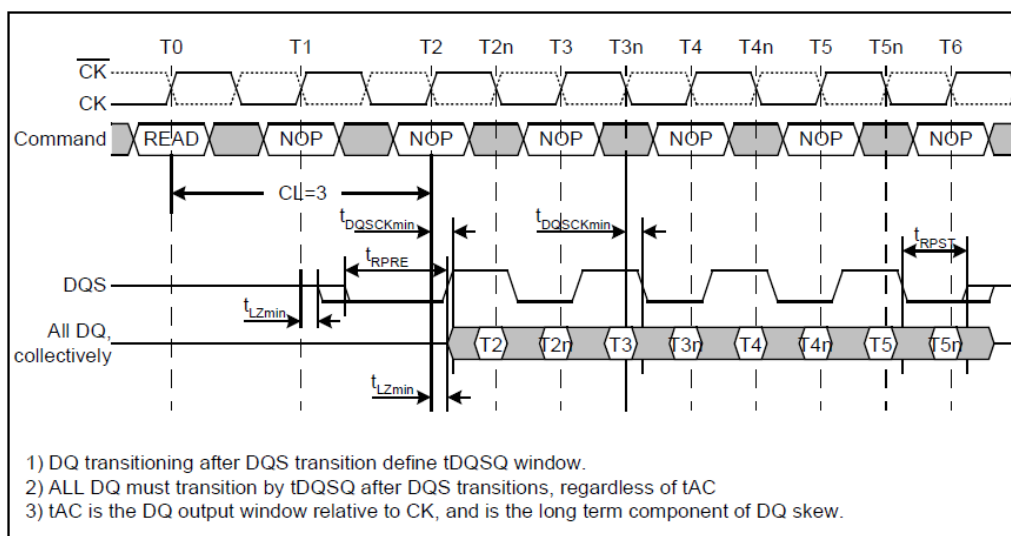 T0 T1 T2 T2n T3 T3n T4 T4n T5 T5n T6
CK
CK
Command READ NOP NOP NOP NOP NOP NOP
CL=3
tDQSCKmin tDQSCKmin
tRPRE tRPST
DQS
tLZmin
All DQ,
collectively T2 T2n T3 T3n T4 T4n T5 T5n
tLZmin
1) DQ transitioning after DQS transition define tDQSQ window.
2) ALL DQ must transition by tDQSQ after DQS transitions, regardless of tAC
3) tAC is the DQ output window relative to CK, and is the long term component of DQ skew.